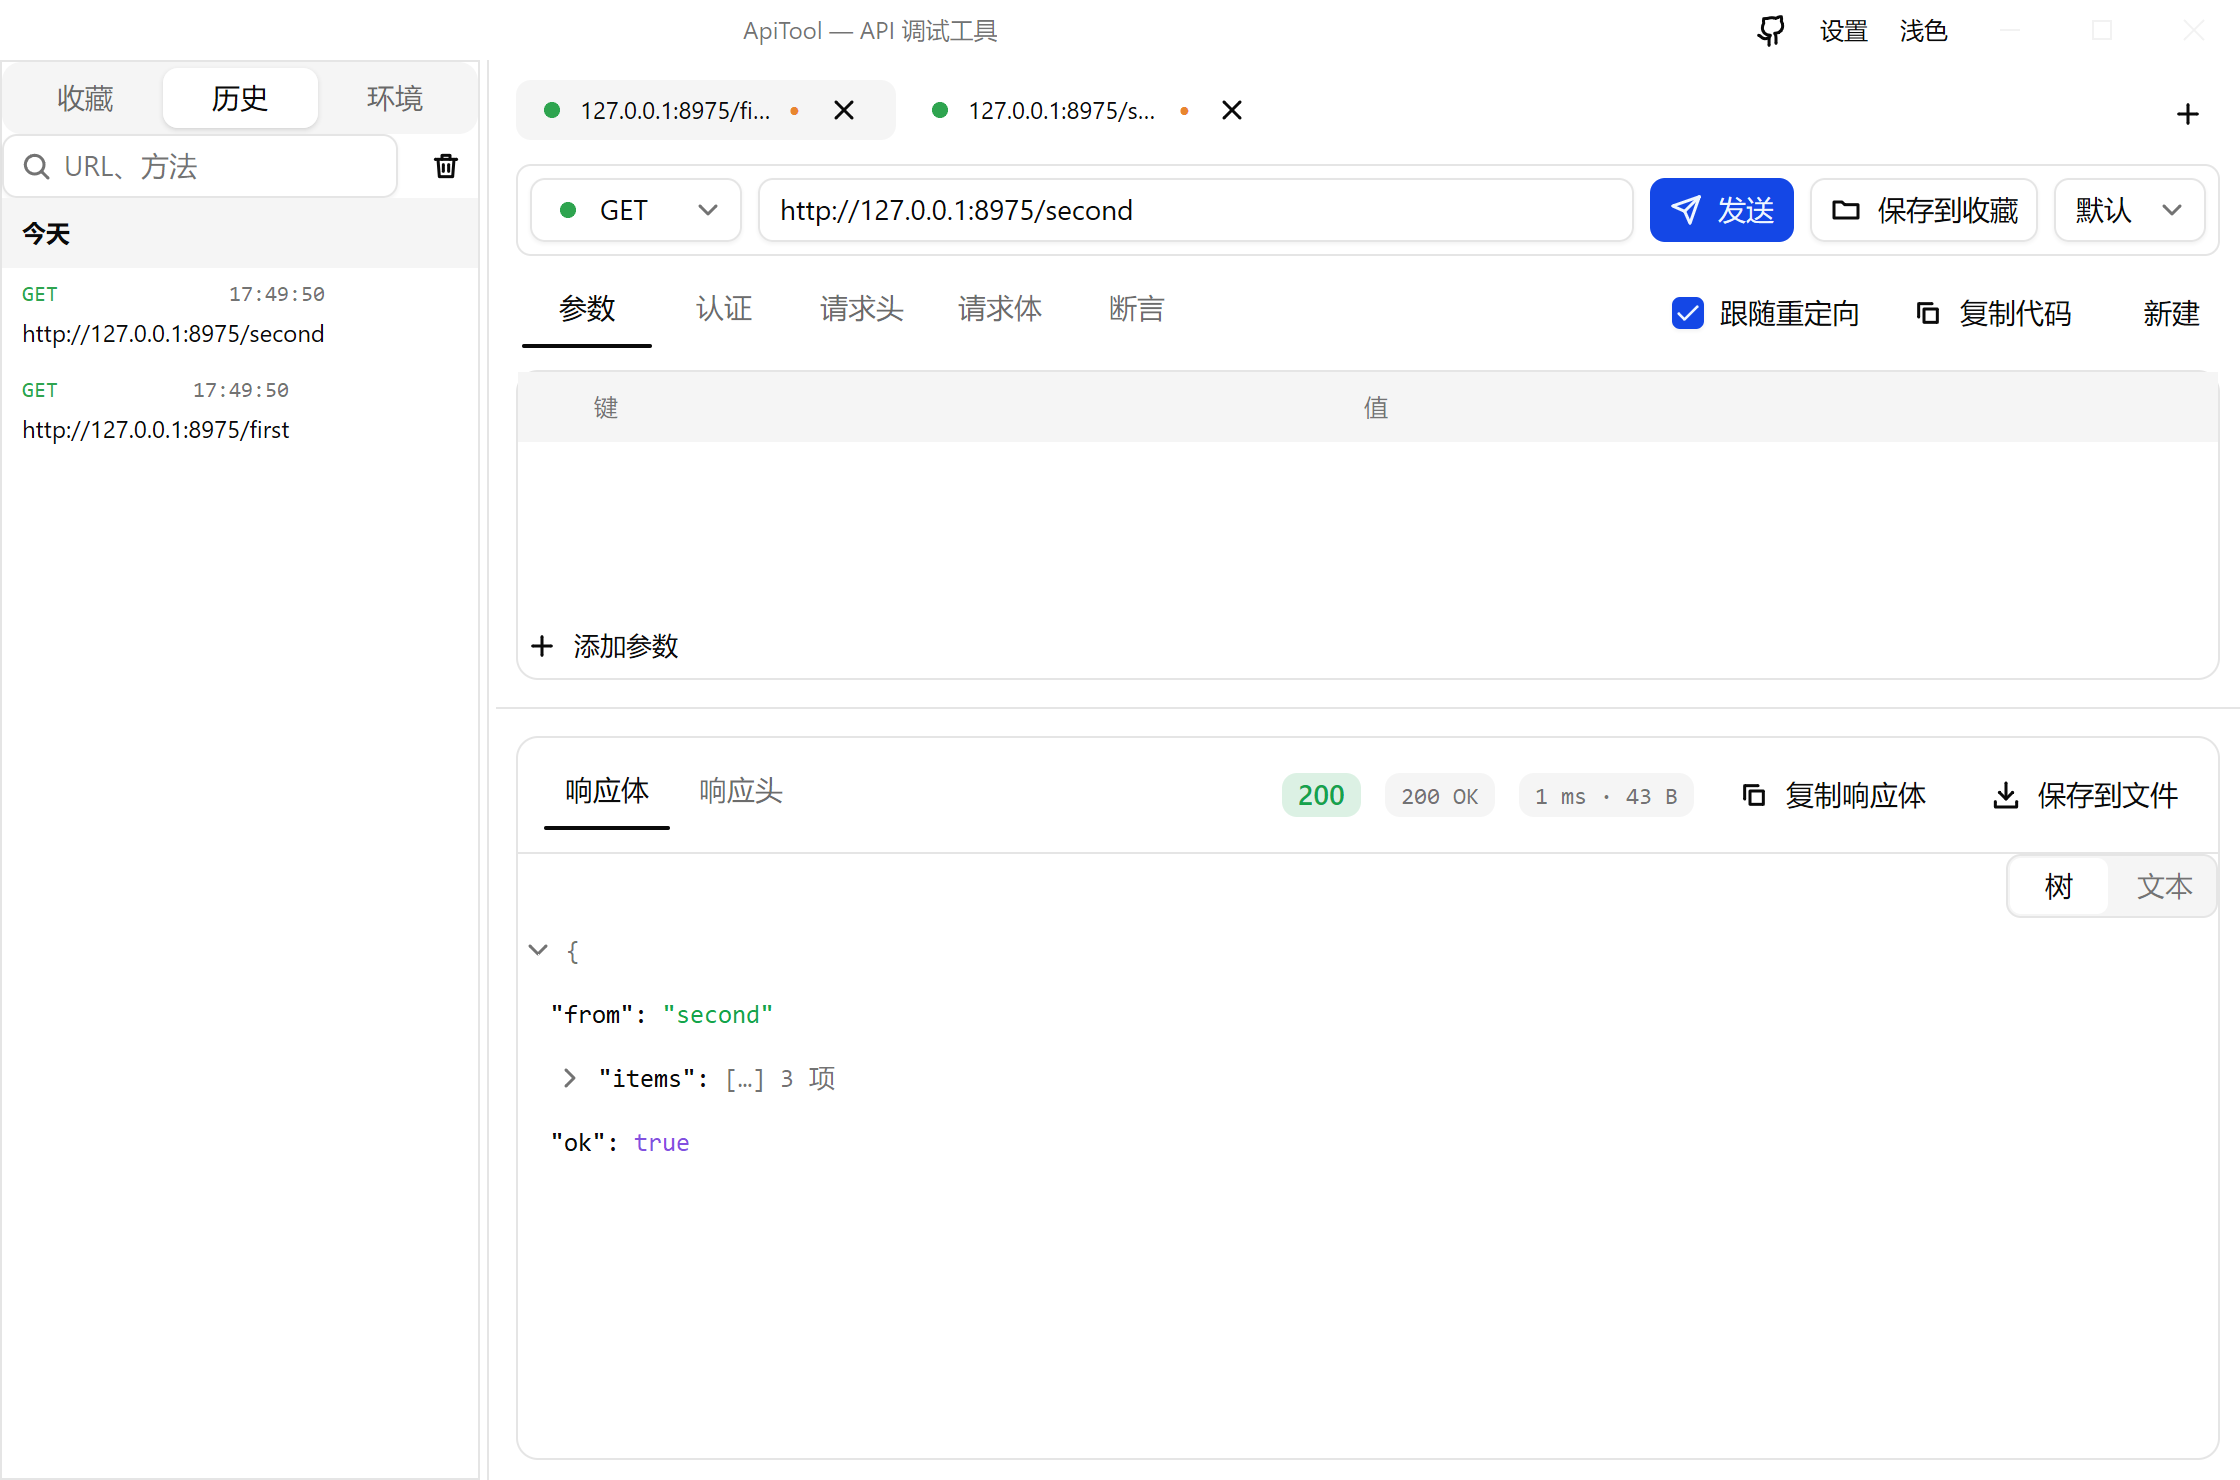 ApiTool — API 调试工具
设置
浅色
收藏
历史
环境
URL、方法
今天
GET 17:49:50
http://127.0.0.1:8975/second
GET 17:49:50
http://127.0.0.1:8975/first
127.0.0.1:8975/fi...
127.0.0.1:8975/s...
GET
http://127.0.0.1:8975/second
发送
保存到收藏
默认
参数
认证
请求头
请求体
断言
跟随重定向
复制代码
新建
键
值
添加参数
响应体
响应头
200
200 OK
1 ms · 43 B
复制响应体
保存到文件
树
文本
{
"from": "second"
"items": […] 3 项
"ok": true